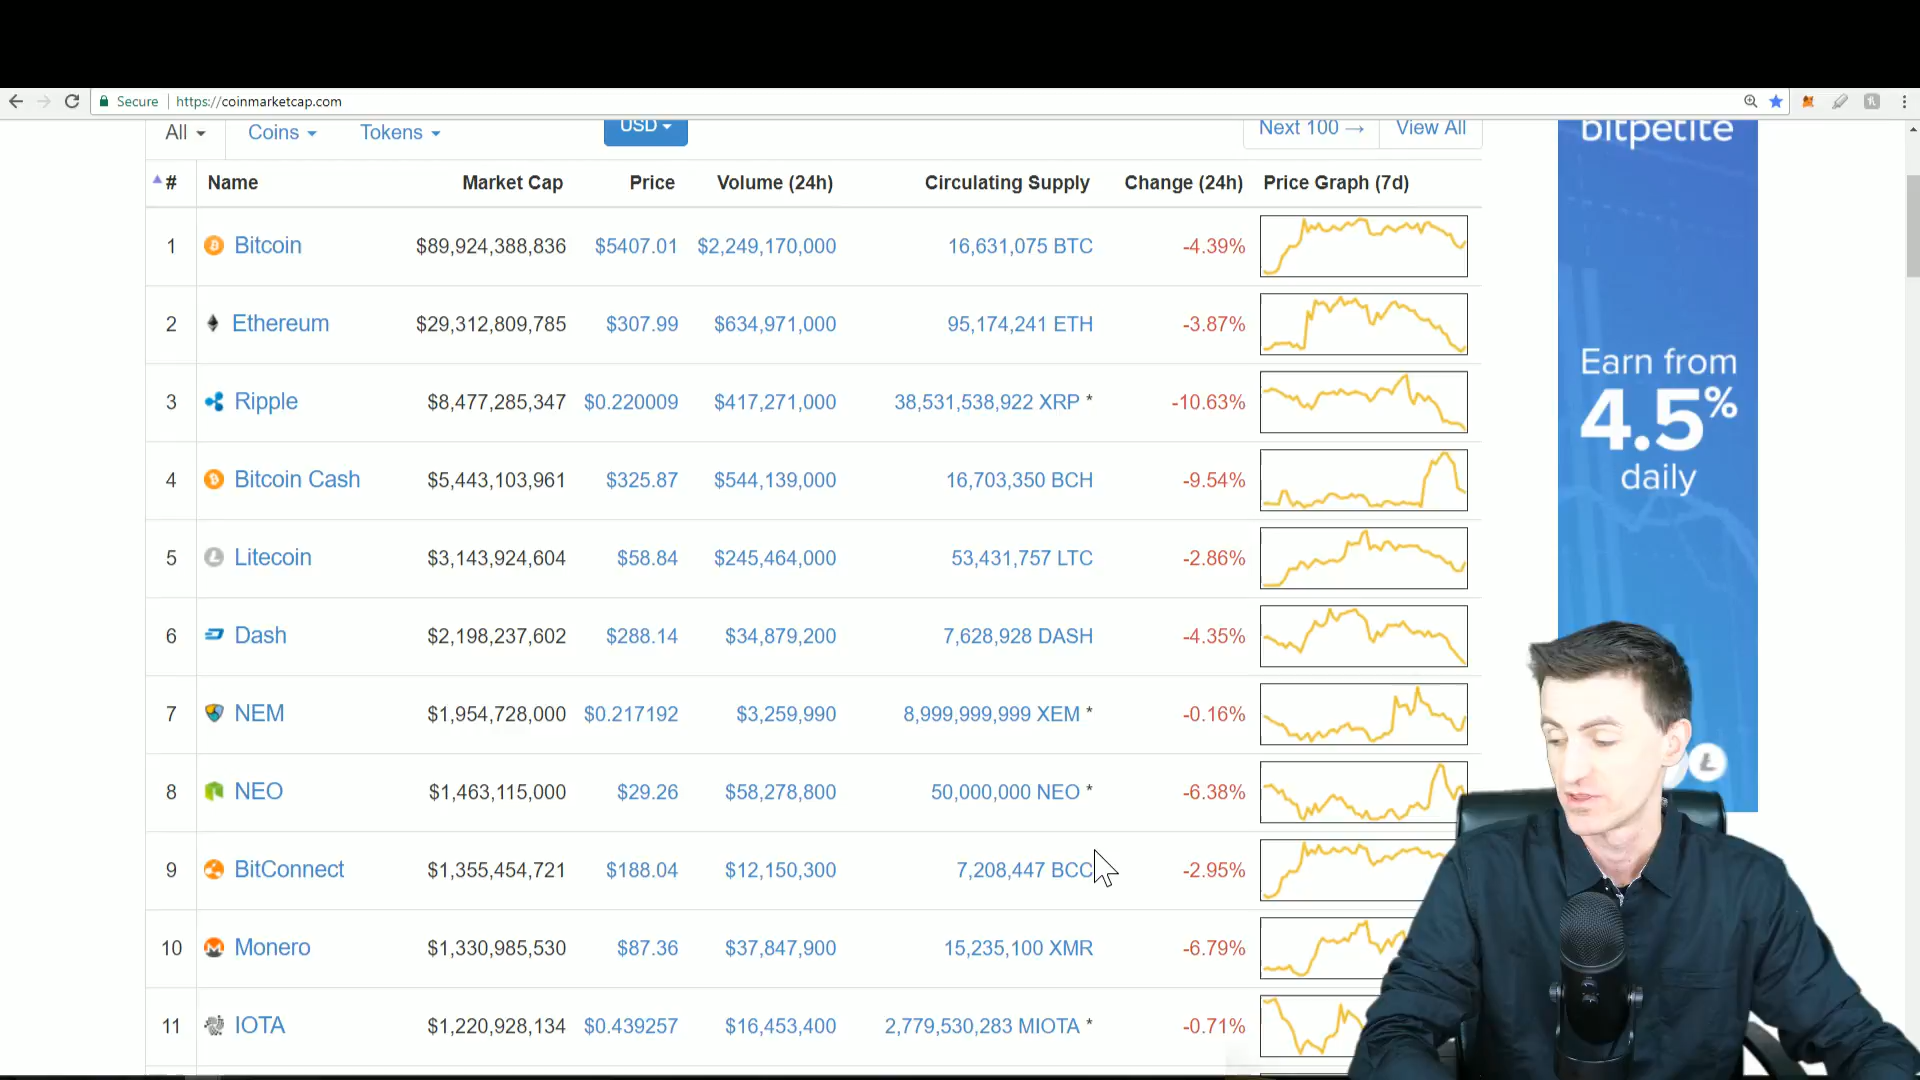 Secure https://coinmarketcap.com
All Coins Tokens USD Next 100 → View All
# Name Market Cap Price Volume (24h) Circulating Supply Change (24h) Price Graph (7d)
1 Bitcoin $89,924,388,836 $5407.01 $2,249,170,000 16,631,075 BTC -4.39%
2 Ethereum $29,312,809,785 $307.99 $634,971,000 95,174,241 ETH -3.87%
3 Ripple $8,477,285,347 $0.220009 $417,271,000 38,531,538,922 XRP * -10.63%
4 Bitcoin Cash $5,443,103,961 $325.87 $544,139,000 16,703,350 BCH -9.54%
5 Litecoin $3,143,924,604 $58.84 $245,464,000 53,431,757 LTC -2.86%
6 Dash $2,198,237,602 $288.14 $34,879,200 7,628,928 DASH -4.35%
7 NEM $1,954,728,000 $0.217192 $3,259,990 8,999,999,999 XEM * -0.16%
8 NEO $1,463,115,000 $29.26 $58,278,800 50,000,000 NEO * -6.38%
9 BitConnect $1,355,454,721 $188.04 $12,150,300 7,208,447 BCC -2.95%
10 Monero $1,330,985,530 $87.36 $37,847,900 15,235,100 XMR -6.79%
11 IOTA $1,220,928,134 $0.439257 $16,453,400 2,779,530,283 MIOTA * -0.71%
bitpetite
Earn from
4.5%
daily